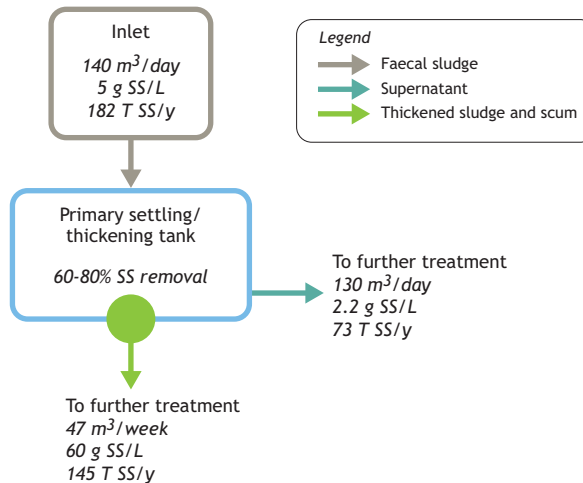 Inlet
140 m³/day
5 g SS/L
182 T SS/y
Legend
Faecal sludge
Supernatant
Thickened sludge and scum
Primary settling/
thickening tank
60-80% SS removal
To further treatment
130 m³/day
2.2 g SS/L
73 T SS/y
To further treatment
47 m³/week
60 g SS/L
145 T SS/y